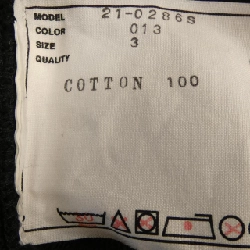 MODEL 21-0286S
COLOR 013
SIZE 3
QUALITY
COTTON 100